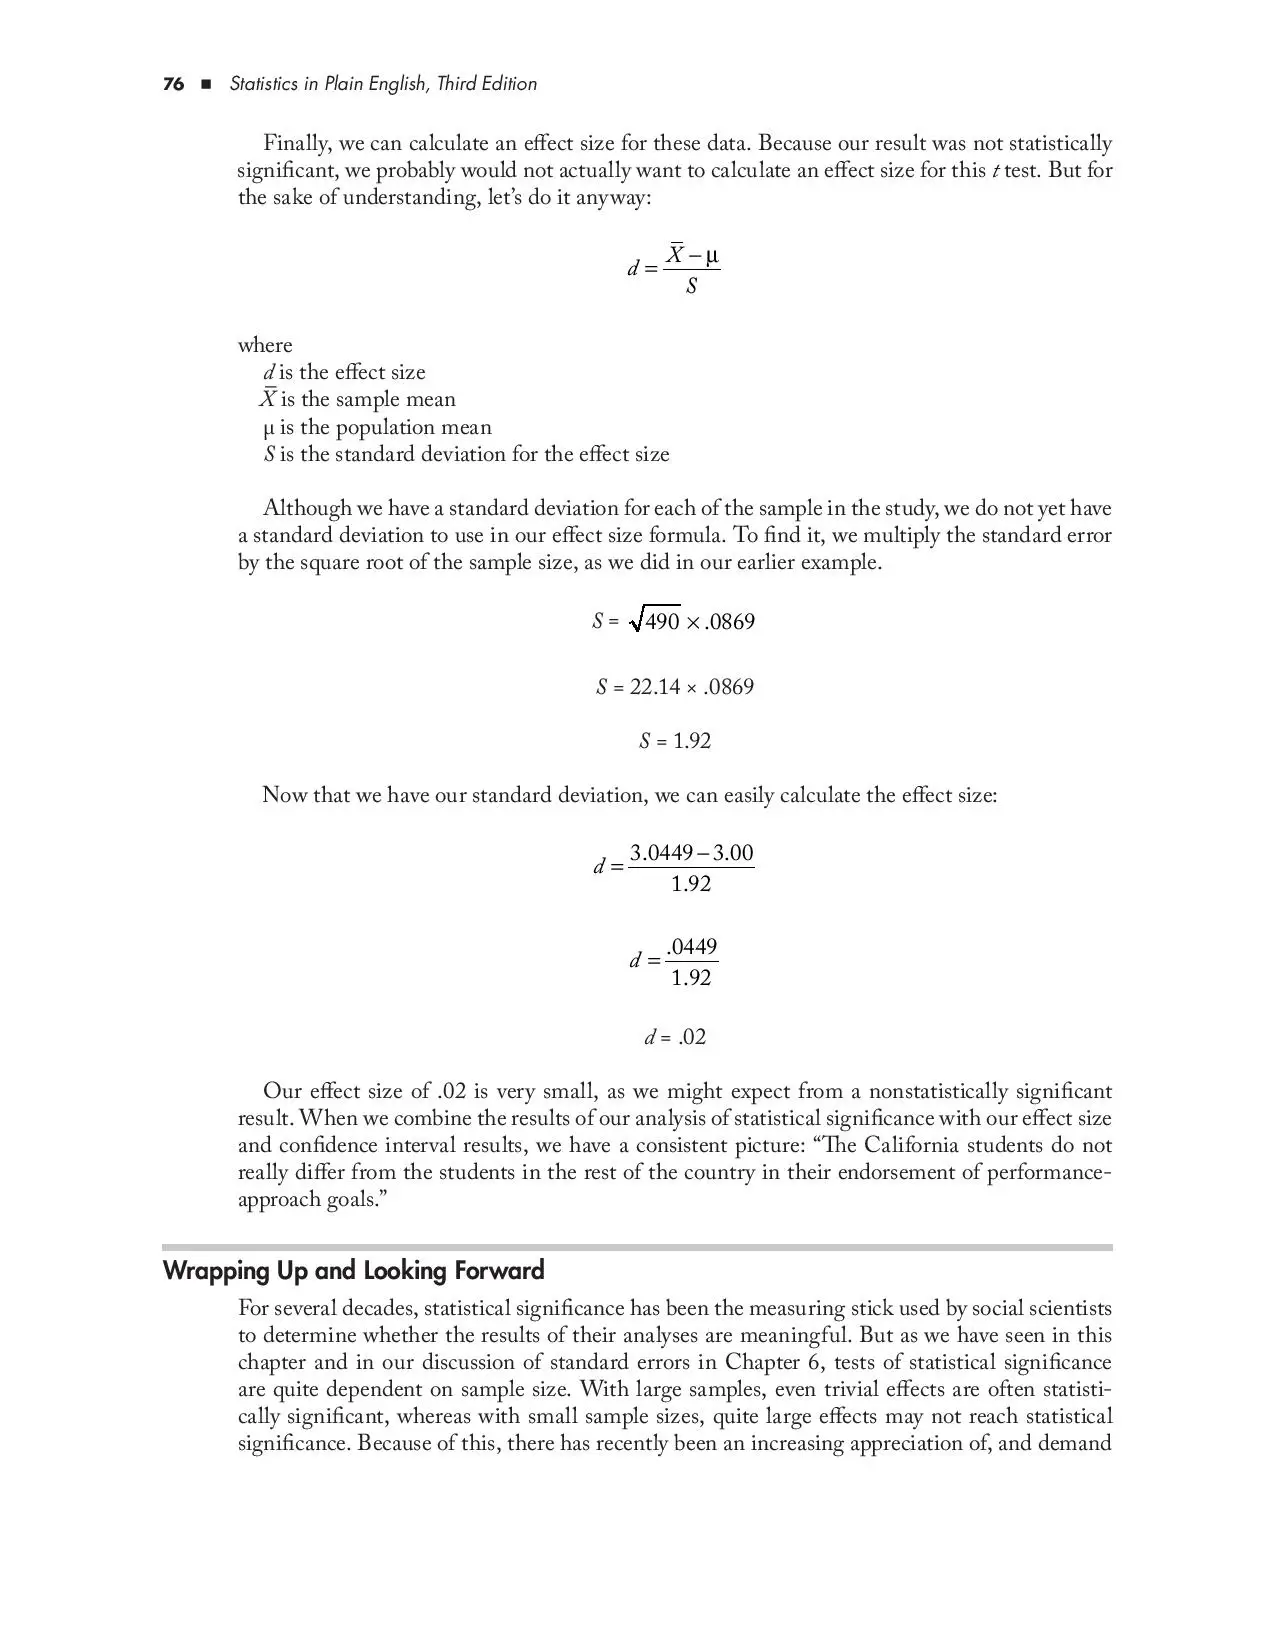 76 ■ Statistics in Plain English, Third Edition
Finally, we can calculate an effect size for these data. Because our result was not statistically
significant, we probably would not actually want to calculate an effect size for this t test. But for
the sake of understanding, let’s do it anyway:
d = (X̄ – μ) / S
where
d is the effect size
X̄ is the sample mean
μ is the population mean
S is the standard deviation for the effect size
Although we have a standard deviation for each of the sample in the study, we do not yet have
a standard deviation to use in our effect size formula. To find it, we multiply the standard error
by the square root of the sample size, as we did in our earlier example.
S = √490 × .0869
S = 22.14 × .0869
S = 1.92
Now that we have our standard deviation, we can easily calculate the effect size:
d = (3.0449 – 3.00) / 1.92
d = .0449 / 1.92
d = .02
Our effect size of .02 is very small, as we might expect from a nonstatistically significant
result. When we combine the results of our analysis of statistical significance with our effect size
and confidence interval results, we have a consistent picture: “The California students do not
really differ from the students in the rest of the country in their endorsement of performance-
approach goals.”
Wrapping Up and Looking Forward
For several decades, statistical significance has been the measuring stick used by social scientists
to determine whether the results of their analyses are meaningful. But as we have seen in this
chapter and in our discussion of standard errors in Chapter 6, tests of statistical significance
are quite dependent on sample size. With large samples, even trivial effects are often statisti-
cally significant, whereas with small sample sizes, quite large effects may not reach statistical
significance. Because of this, there has recently been an increasing appreciation of, and demand